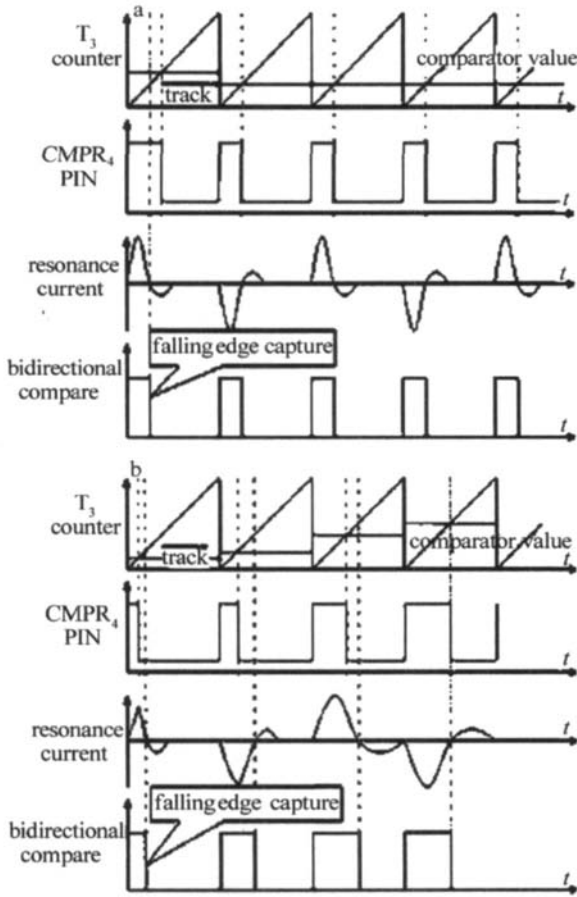 a
T₃
counter
comparator value
track
t
CMPR₄
PIN
t
resonance
current
t
falling edge capture
bidirectional
compare
t
b
T₃
counter
comparator value
track
t
CMPR₄
PIN
t
resonance
current
t
falling edge capture
bidirectional
compare
t